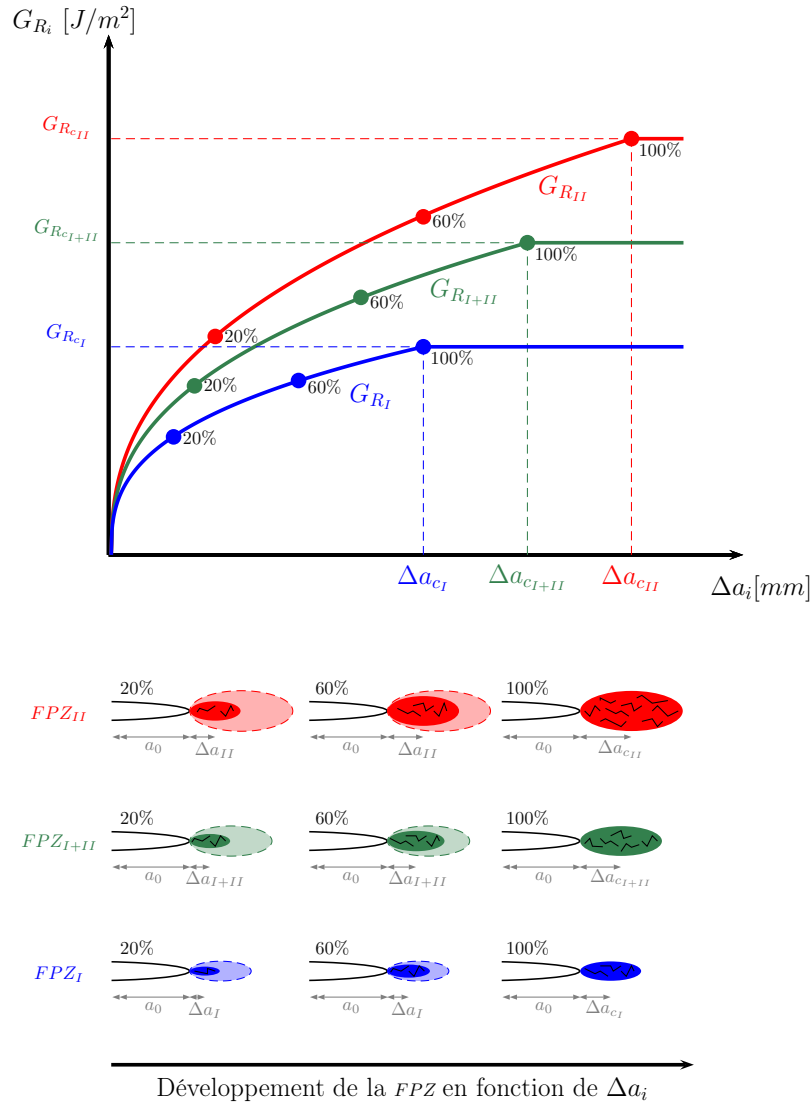 G_{R_i} [J/m^2]
G_{R_{c_{II}}}
100%
G_{R_{II}}
60%
G_{R_{c_{I+II}}}
100%
G_{R_{I+II}}
60%
20%
G_{R_{c_I}}
100%
60%
G_{R_I}
20%
20%
Δa_{c_I} Δa_{c_{I+II}} Δa_{c_{II}} Δa_i[mm]
20% 60% 100%
FPZ_{II}
a_0 Δa_{II} a_0 Δa_{II} a_0 Δa_{c_{II}}
20% 60% 100%
FPZ_{I+II}
a_0 Δa_{I+II} a_0 Δa_{I+II} a_0 Δa_{c_{I+II}}
20% 60% 100%
FPZ_I
a_0 Δa_I a_0 Δa_I a_0 Δa_{c_I}
Développement de la FPZ en fonction de Δa_i